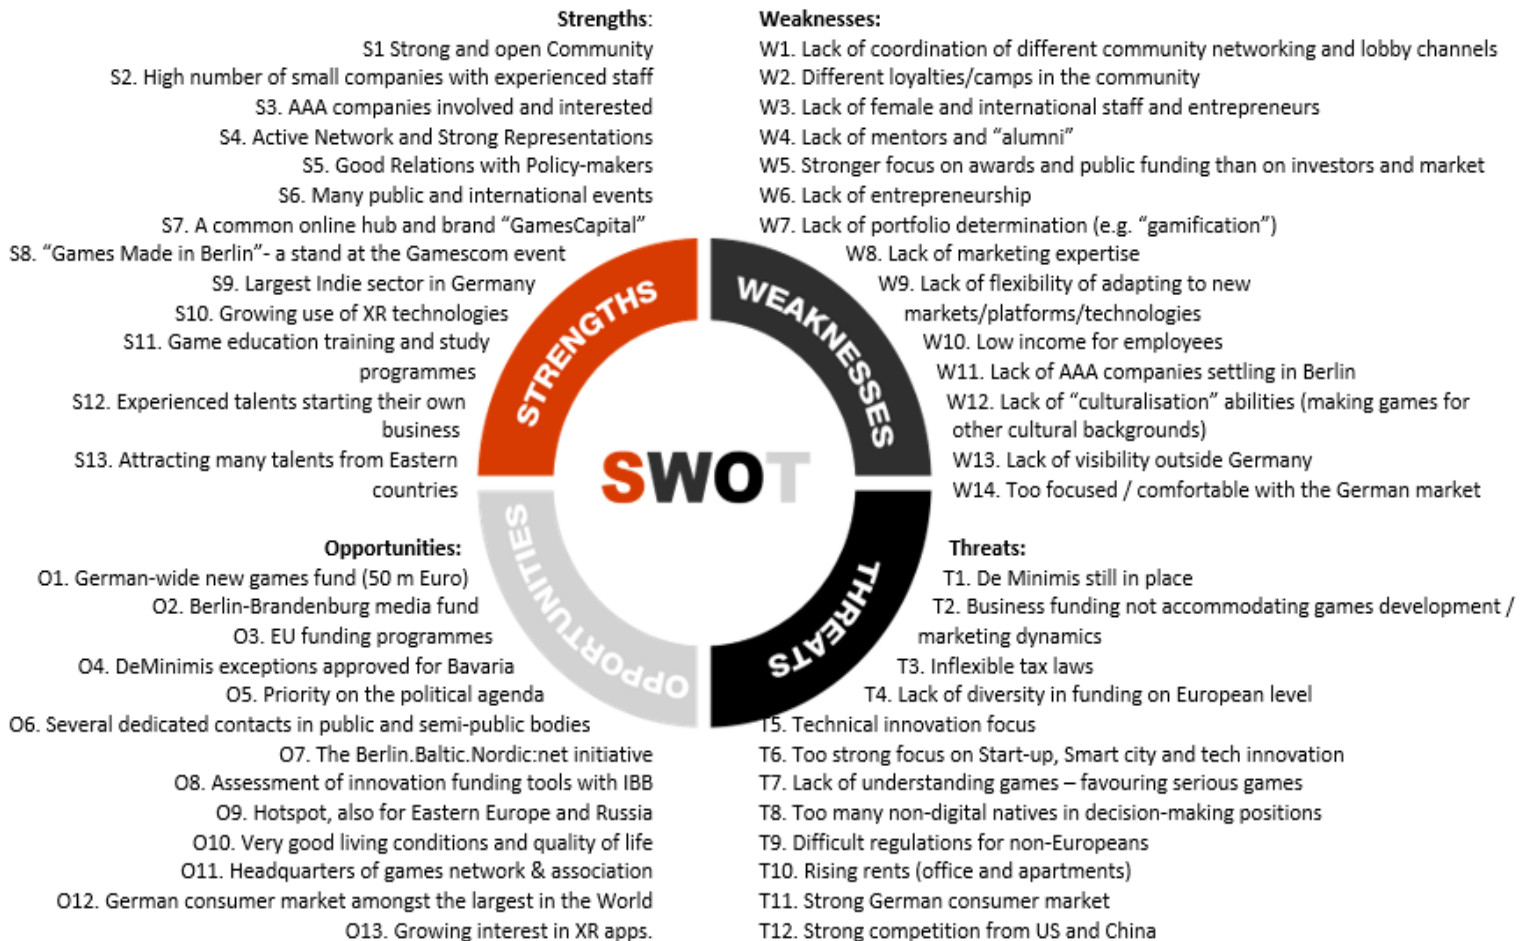 Strengths:
S1 Strong and open Community
S2. High number of small companies with experienced staff
S3. AAA companies involved and interested
S4. Active Network and Strong Representations
S5. Good Relations with Policy-makers
S6. Many public and international events
S7. A common online hub and brand “GamesCapital”
S8. “Games Made in Berlin”- a stand at the Gamescom event
S9. Largest Indie sector in Germany
S10. Growing use of XR technologies
S11. Game education training and study
programmes
S12. Experienced talents starting their own
business
S13. Attracting many talents from Eastern
countries
Weaknesses:
W1. Lack of coordination of different community networking and lobby channels
W2. Different loyalties/camps in the community
W3. Lack of female and international staff and entrepreneurs
W4. Lack of mentors and “alumni”
W5. Stronger focus on awards and public funding than on investors and market
W6. Lack of entrepreneurship
W7. Lack of portfolio determination (e.g. “gamification”)
W8. Lack of marketing expertise
W9. Lack of flexibility of adapting to new
markets/platforms/technologies
W10. Low income for employees
W11. Lack of AAA companies settling in Berlin
W12. Lack of “culturalisation” abilities (making games for
other cultural backgrounds)
W13. Lack of visibility outside Germany
W14. Too focused / comfortable with the German market
STRENGTHS
WEAKNESSES
SWOT
OPPORTUNITIES
THREATS
Opportunities:
O1. German-wide new games fund (50 m Euro)
O2. Berlin-Brandenburg media fund
O3. EU funding programmes
O4. DeMinimis exceptions approved for Bavaria
O5. Priority on the political agenda
O6. Several dedicated contacts in public and semi-public bodies
O7. The Berlin.Baltic.Nordic:net initiative
O8. Assessment of innovation funding tools with IBB
O9. Hotspot, also for Eastern Europe and Russia
O10. Very good living conditions and quality of life
O11. Headquarters of games network & association
O12. German consumer market amongst the largest in the World
O13. Growing interest in XR apps.
Threats:
T1. De Minimis still in place
T2. Business funding not accommodating games development /
marketing dynamics
T3. Inflexible tax laws
T4. Lack of diversity in funding on European level
T5. Technical innovation focus
T6. Too strong focus on Start-up, Smart city and tech innovation
T7. Lack of understanding games – favouring serious games
T8. Too many non-digital natives in decision-making positions
T9. Difficult regulations for non-Europeans
T10. Rising rents (office and apartments)
T11. Strong German consumer market
T12. Strong competition from US and China